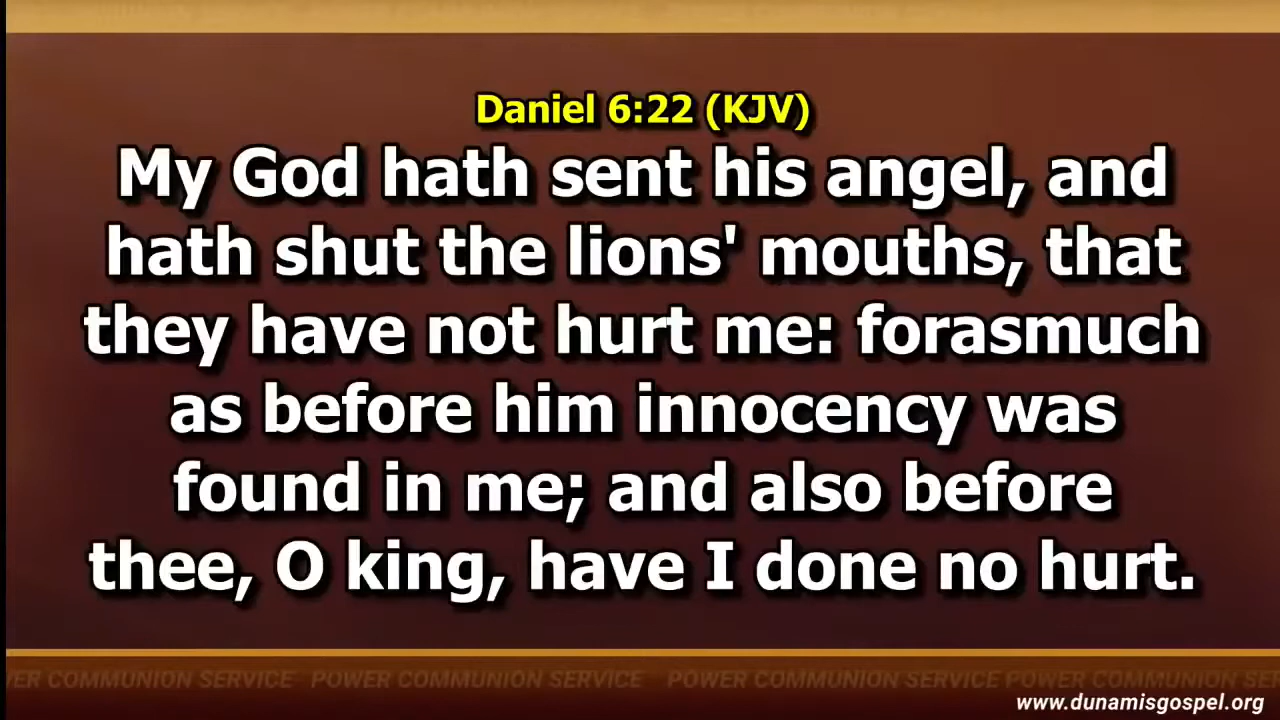 Daniel 6:22 (KJV)
My God hath sent his angel, and
hath shut the lions' mouths, that
they have not hurt me: forasmuch
as before him innocency was
found in me; and also before
thee, O king, have I done no hurt.
COMMUNION SERVICE POWER COMMUNION SERVICE POWER COMMUNION SERVICE POWER COMMUNION
www.dunamisgospel.org